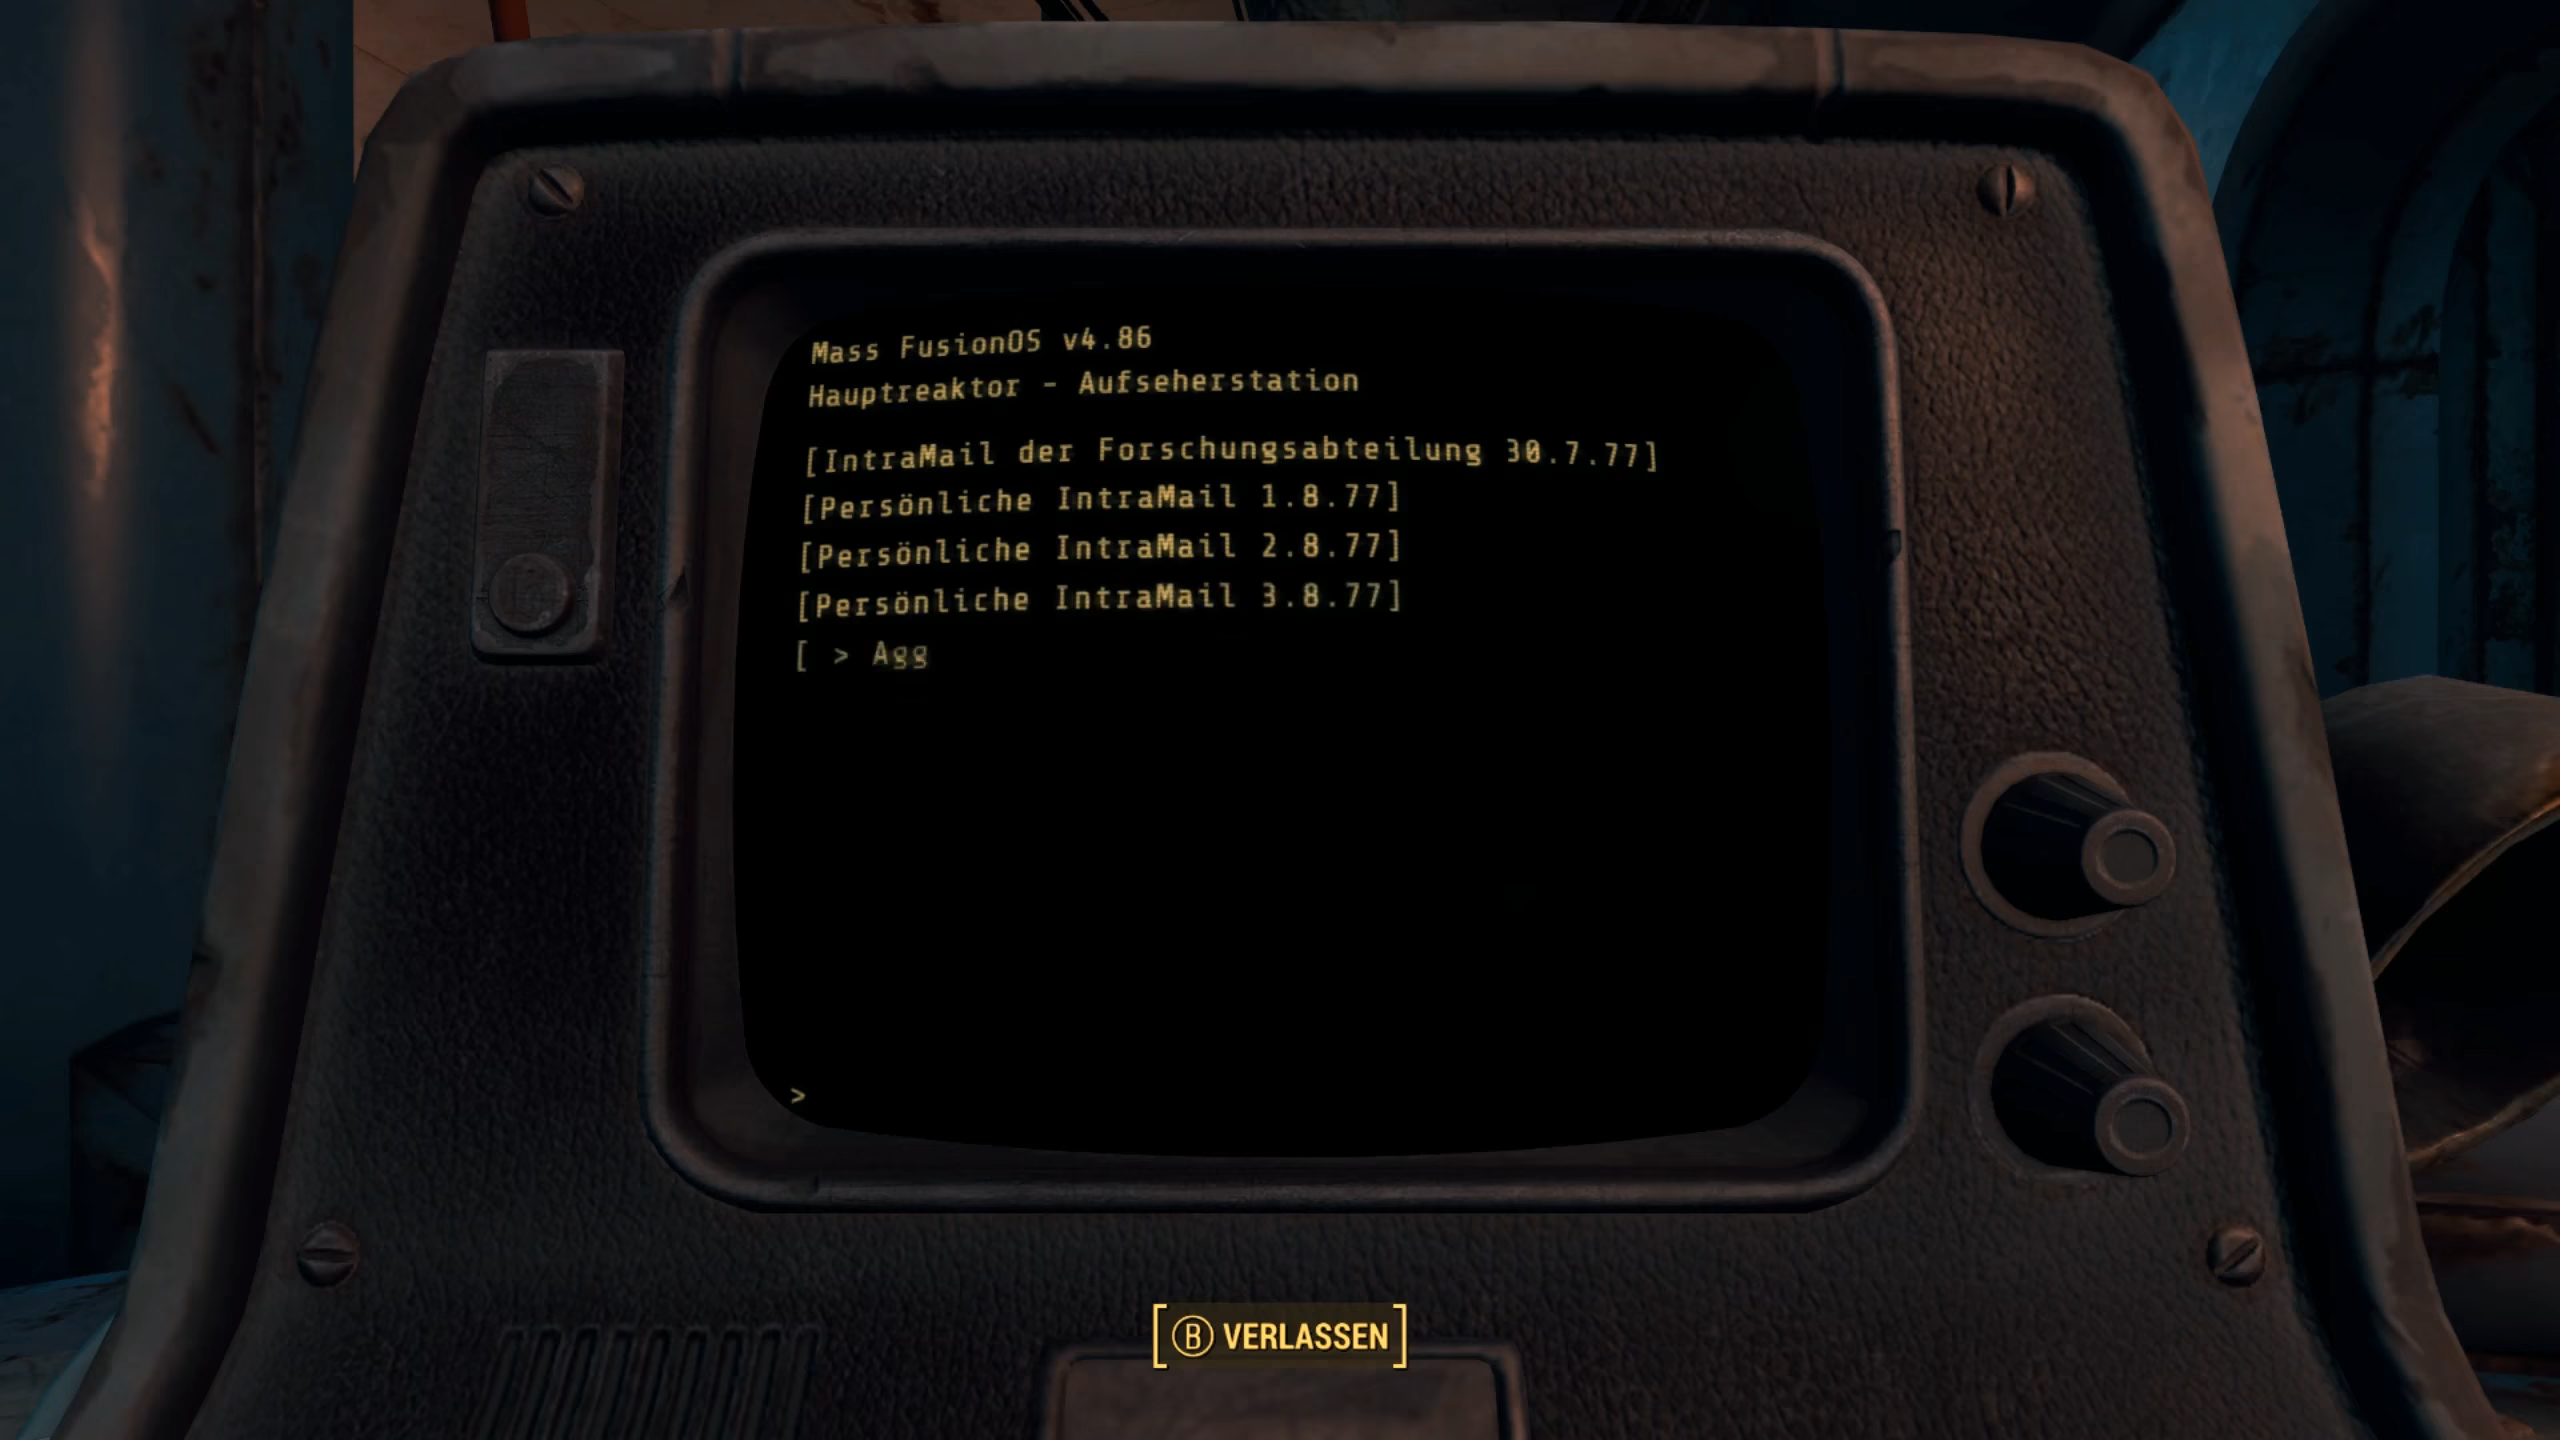 Mass FusionOS v4.86
Hauptreaktor - Aufseherstation
[IntraMail der Forschungsabteilung 30.7.77]
[Persönliche IntraMail 1.8.77]
[Persönliche IntraMail 2.8.77]
[Persönliche IntraMail 3.8.77]
[ > Agg
>
[Ⓑ VERLASSEN]